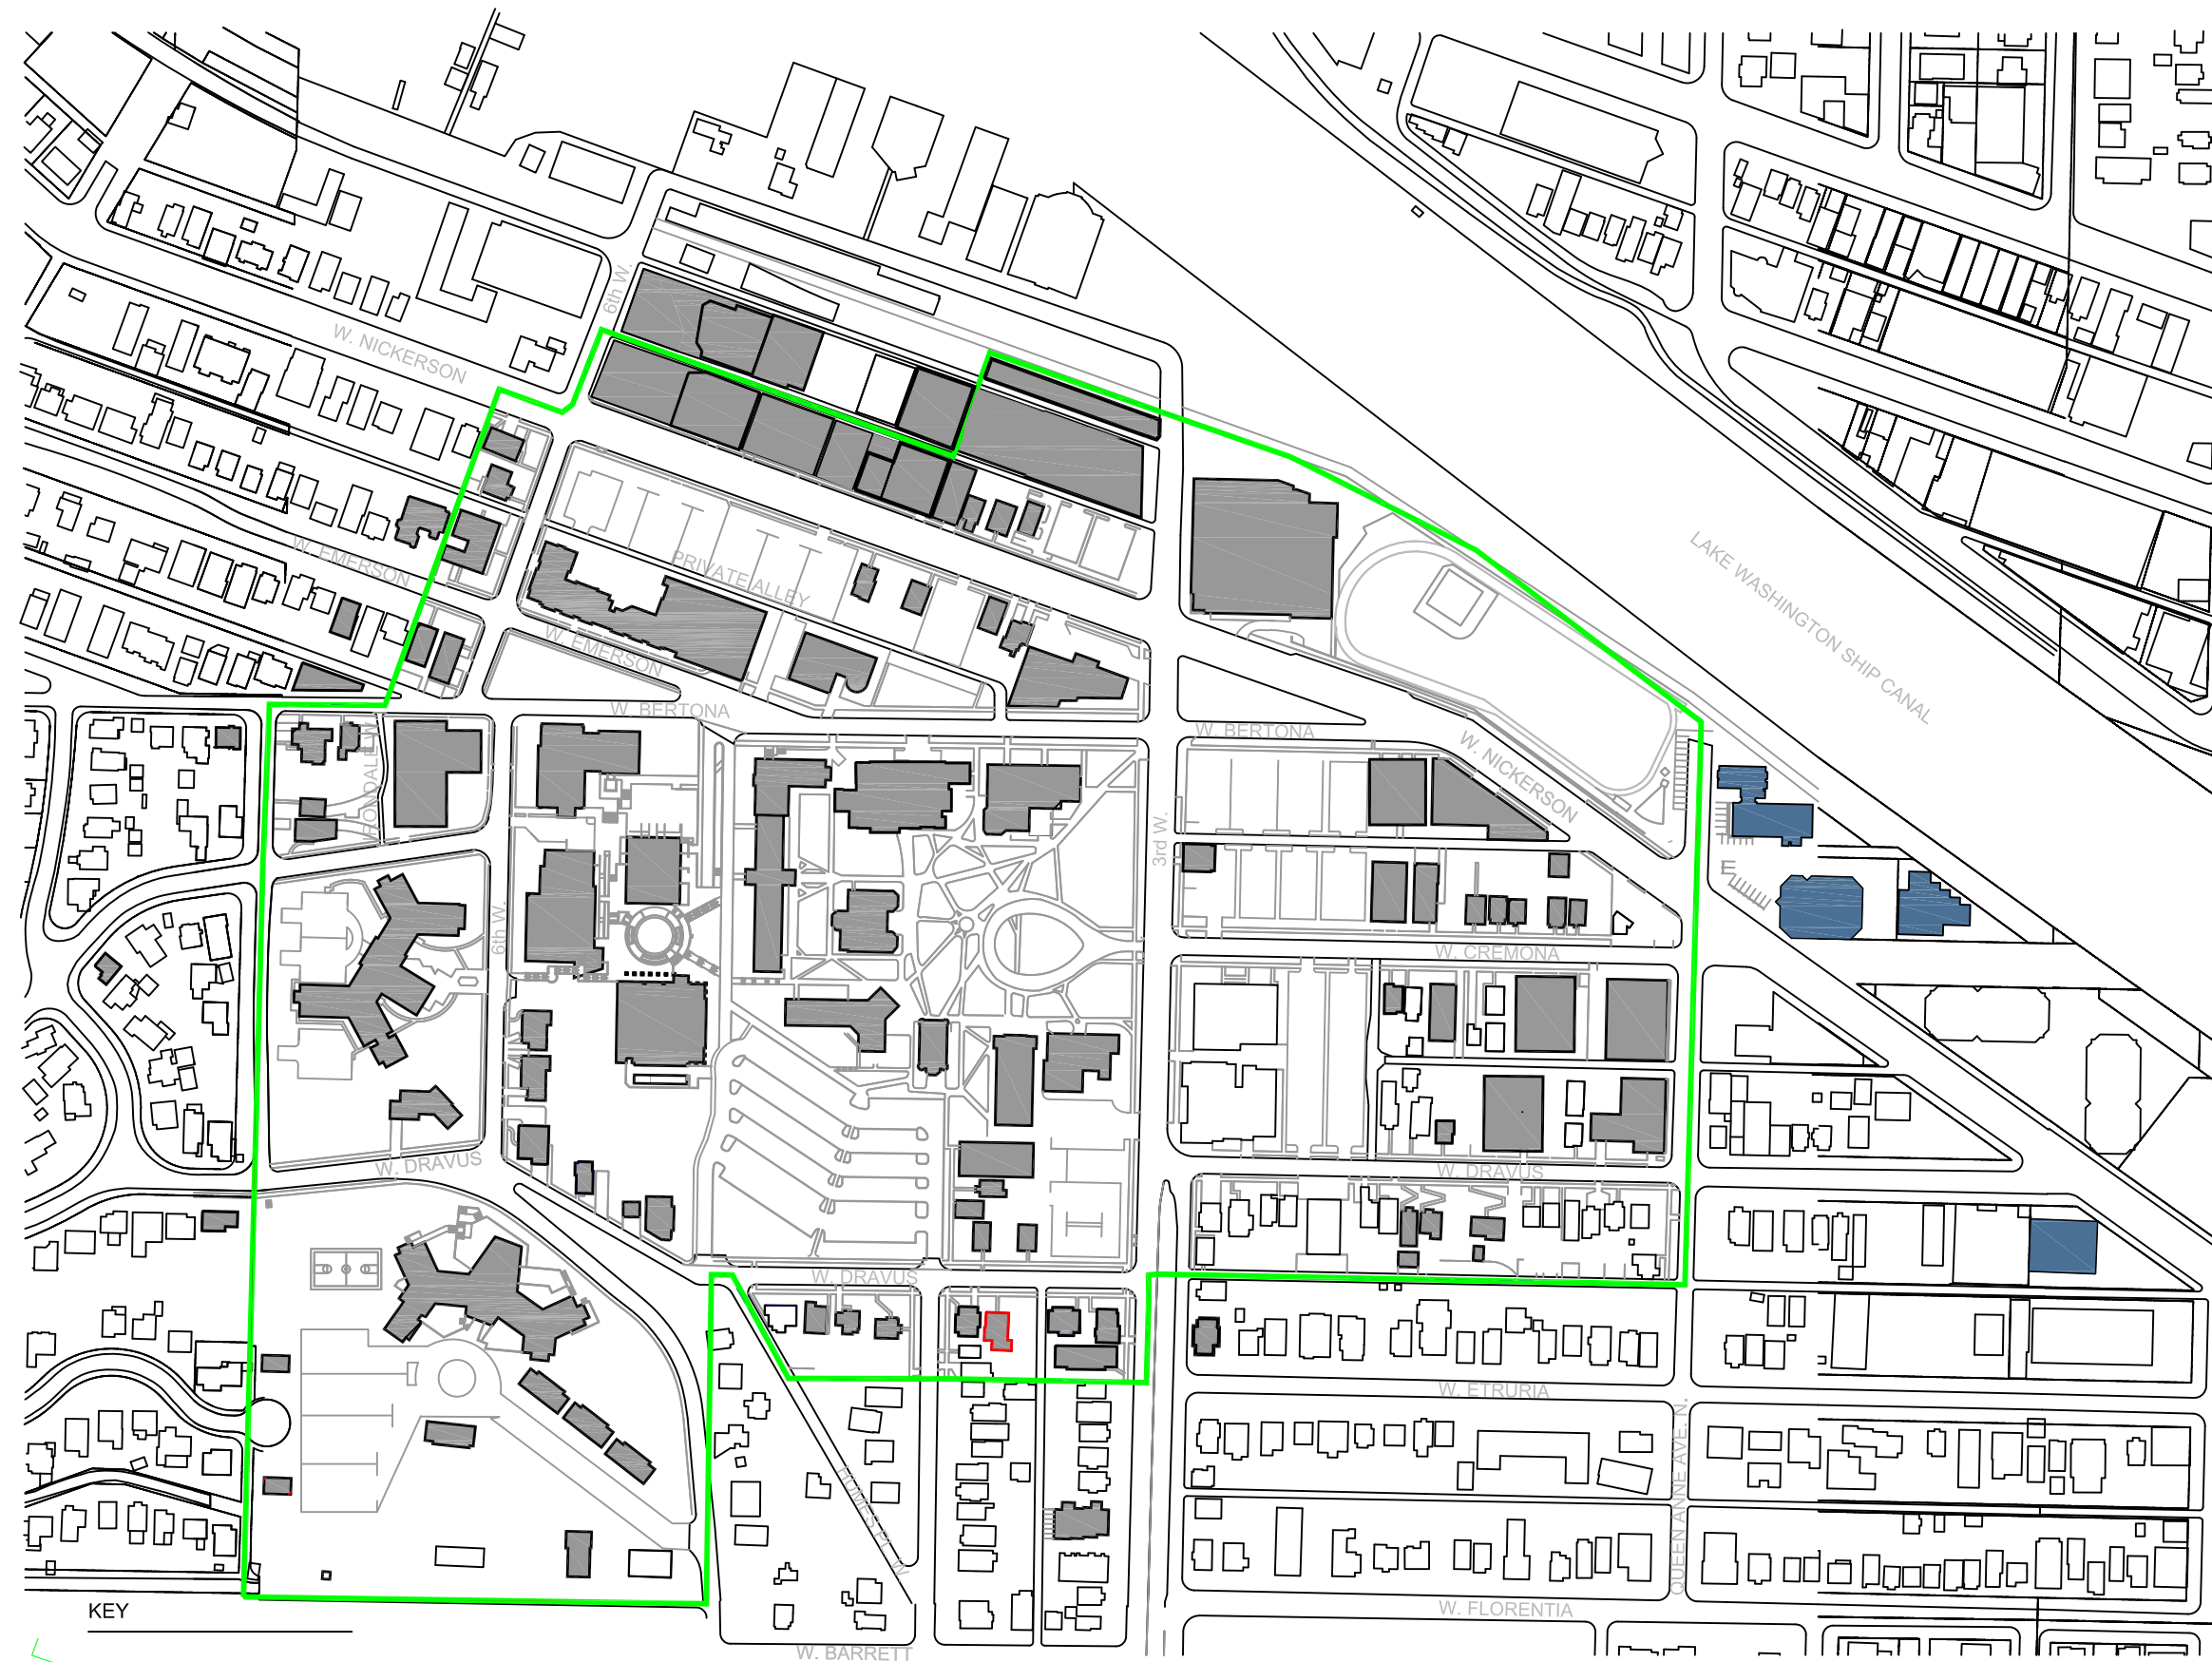 6th W.
W. NICKERSON
W. EMERSON
PRIVATE ALLEY
LAKE WASHINGTON SHIP CANAL
W. EMERSON
W. BERTONA
W. BERTONA
W. NICKERSON
3rd W.
6th W.
W. CREMONA
W. DRAVUS
W. DRAVUS
W. DRAVUS
W. ETRURIA
QUEEN ANNE AVE. N.
W. FLORENTIA
KEY
W. BARRETT